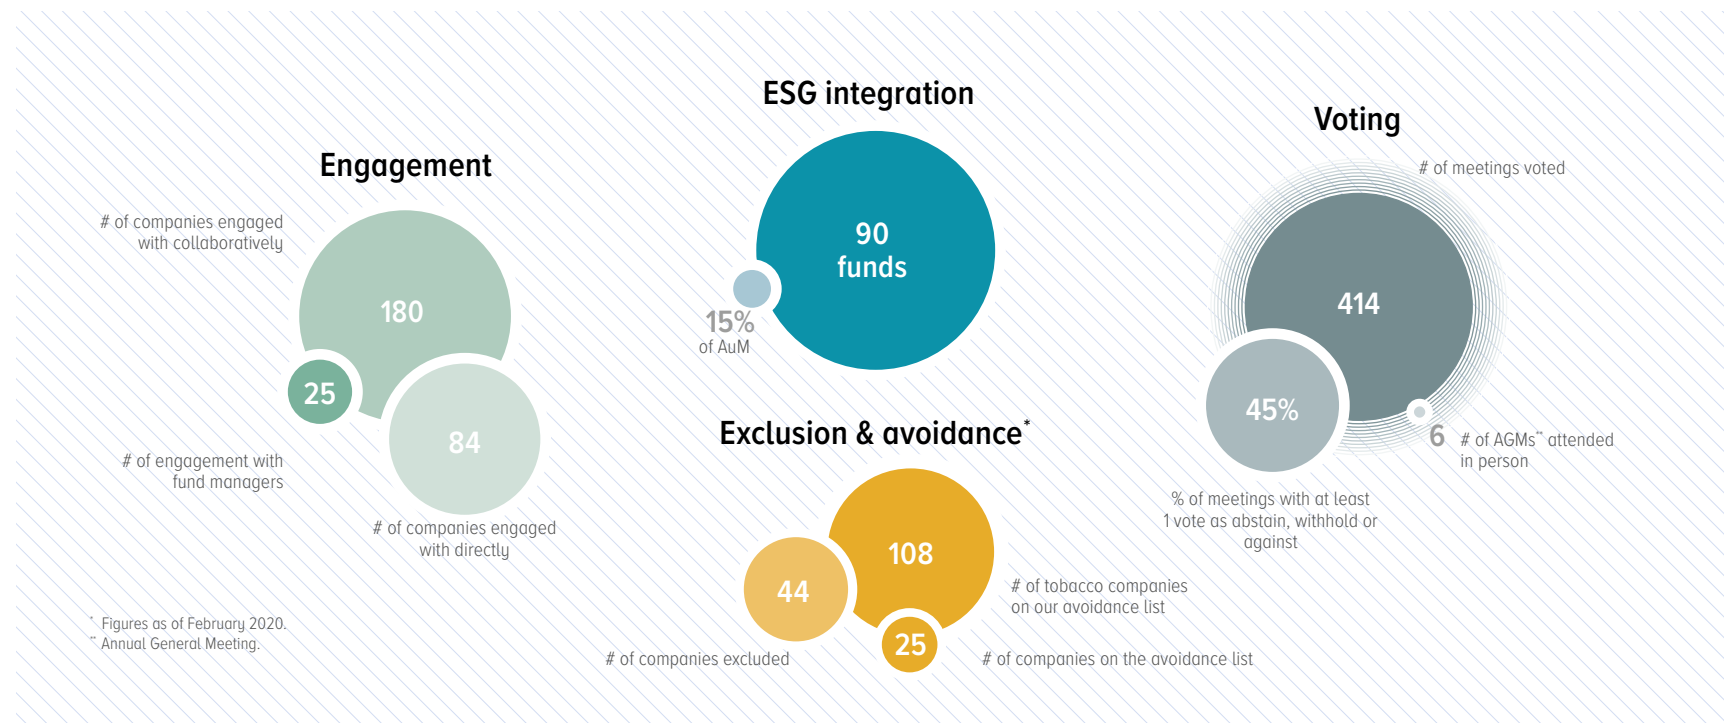 Engagement
# of companies engaged
with collaboratively
180
25
84
# of engagement with
fund managers
# of companies engaged
with directly
ESG integration
90
funds
15%
of AuM
Exclusion & avoidance*
108
44
25
# of tobacco companies
on our avoidance list
# of companies excluded
# of companies on the avoidance list
Voting
# of meetings voted
414
45%
6
# of AGMs** attended
in person
% of meetings with at least
1 vote as abstain, withhold or
against
* Figures as of February 2020.
** Annual General Meeting.